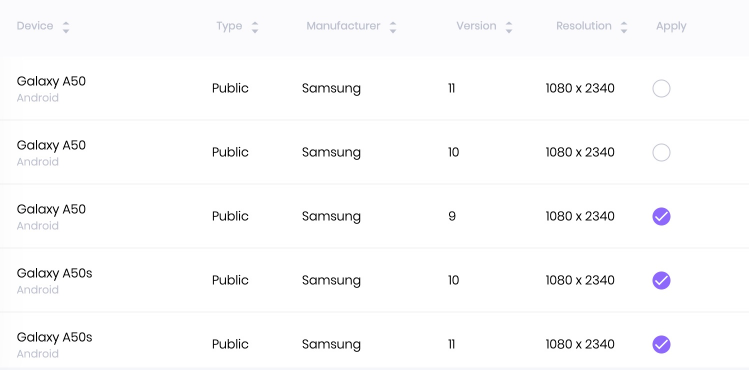 Device Type Manufacturer Version Resolution Apply
Galaxy A50 Public Samsung 11 1080 x 2340
Android
Galaxy A50 Public Samsung 10 1080 x 2340
Android
Galaxy A50 Public Samsung 9 1080 x 2340
Android
Galaxy A50s Public Samsung 10 1080 x 2340
Android
Galaxy A50s Public Samsung 11 1080 x 2340
Android